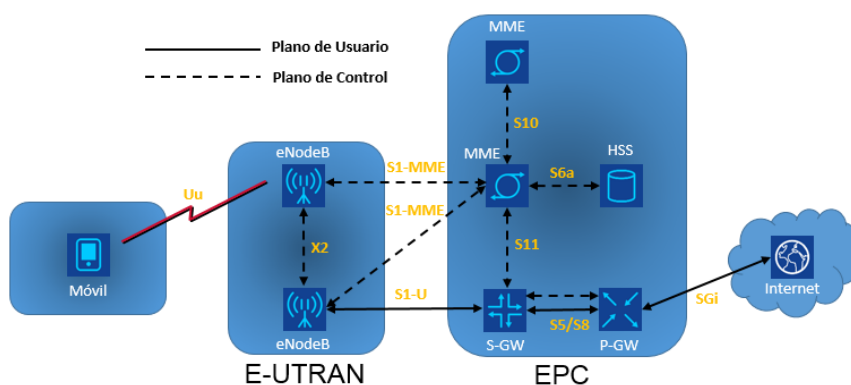 Plano de Usuario
Plano de Control
MME
S10
eNodeB
MME
HSS
S1-MME
S6a
Uu
S1-MME
X2
S11
Móvil
S1-U
S5/S8
SGi
Internet
eNodeB
S-GW
P-GW
E-UTRAN
EPC